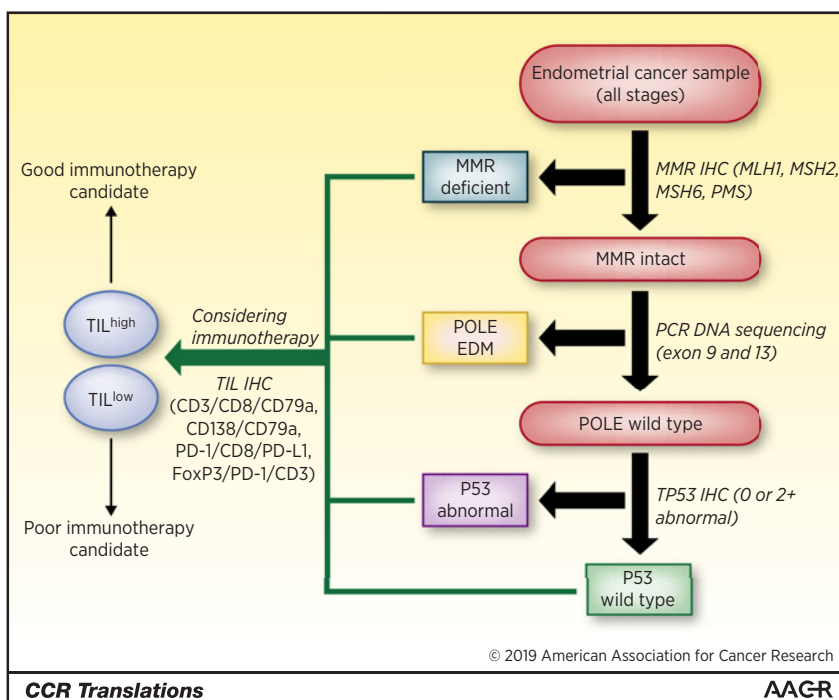 Endometrial cancer sample
(all stages)
MMR IHC (MLH1, MSH2,
MSH6, PMS)
MMR
deficient
MMR intact
PCR DNA sequencing
(exon 9 and 13)
POLE
EDM
POLE wild type
TP53 IHC (0 or 2+
abnormal)
P53
abnormal
P53
wild type
Considering
immunotherapy
TIL IHC
(CD3/CD8/CD79a,
CD138/CD79a,
PD-1/CD8/PD-L1,
FoxP3/PD-1/CD3)
Good immunotherapy
candidate
TILhigh
TILlow
Poor immunotherapy
candidate
© 2019 American Association for Cancer Research
CCR Translations
AACR